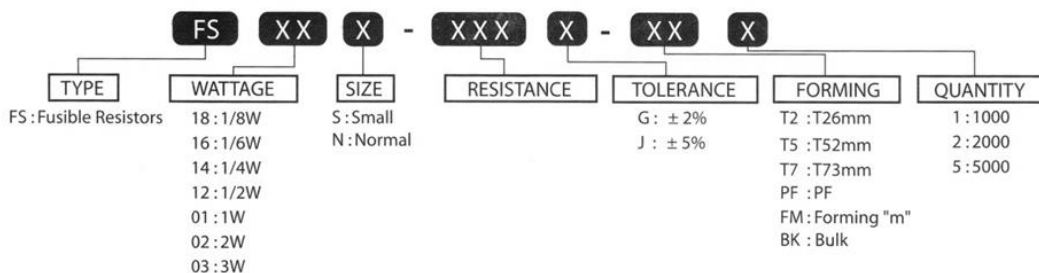 FS XX X - XXX X - XX X
TYPE WATTAGE SIZE RESISTANCE TOLERANCE FORMING QUANTITY
FS : Fusible Resistors
18 : 1/8W
16 : 1/6W
14 : 1/4W
12 : 1/2W
01 : 1W
02 : 2W
03 : 3W
S : Small
N : Normal
G : ± 2%
J : ± 5%
T2 : T26mm
T5 : T52mm
T7 : T73mm
PF : PF
FM : Forming "m"
BK : Bulk
1 : 1000
2 : 2000
5 : 5000